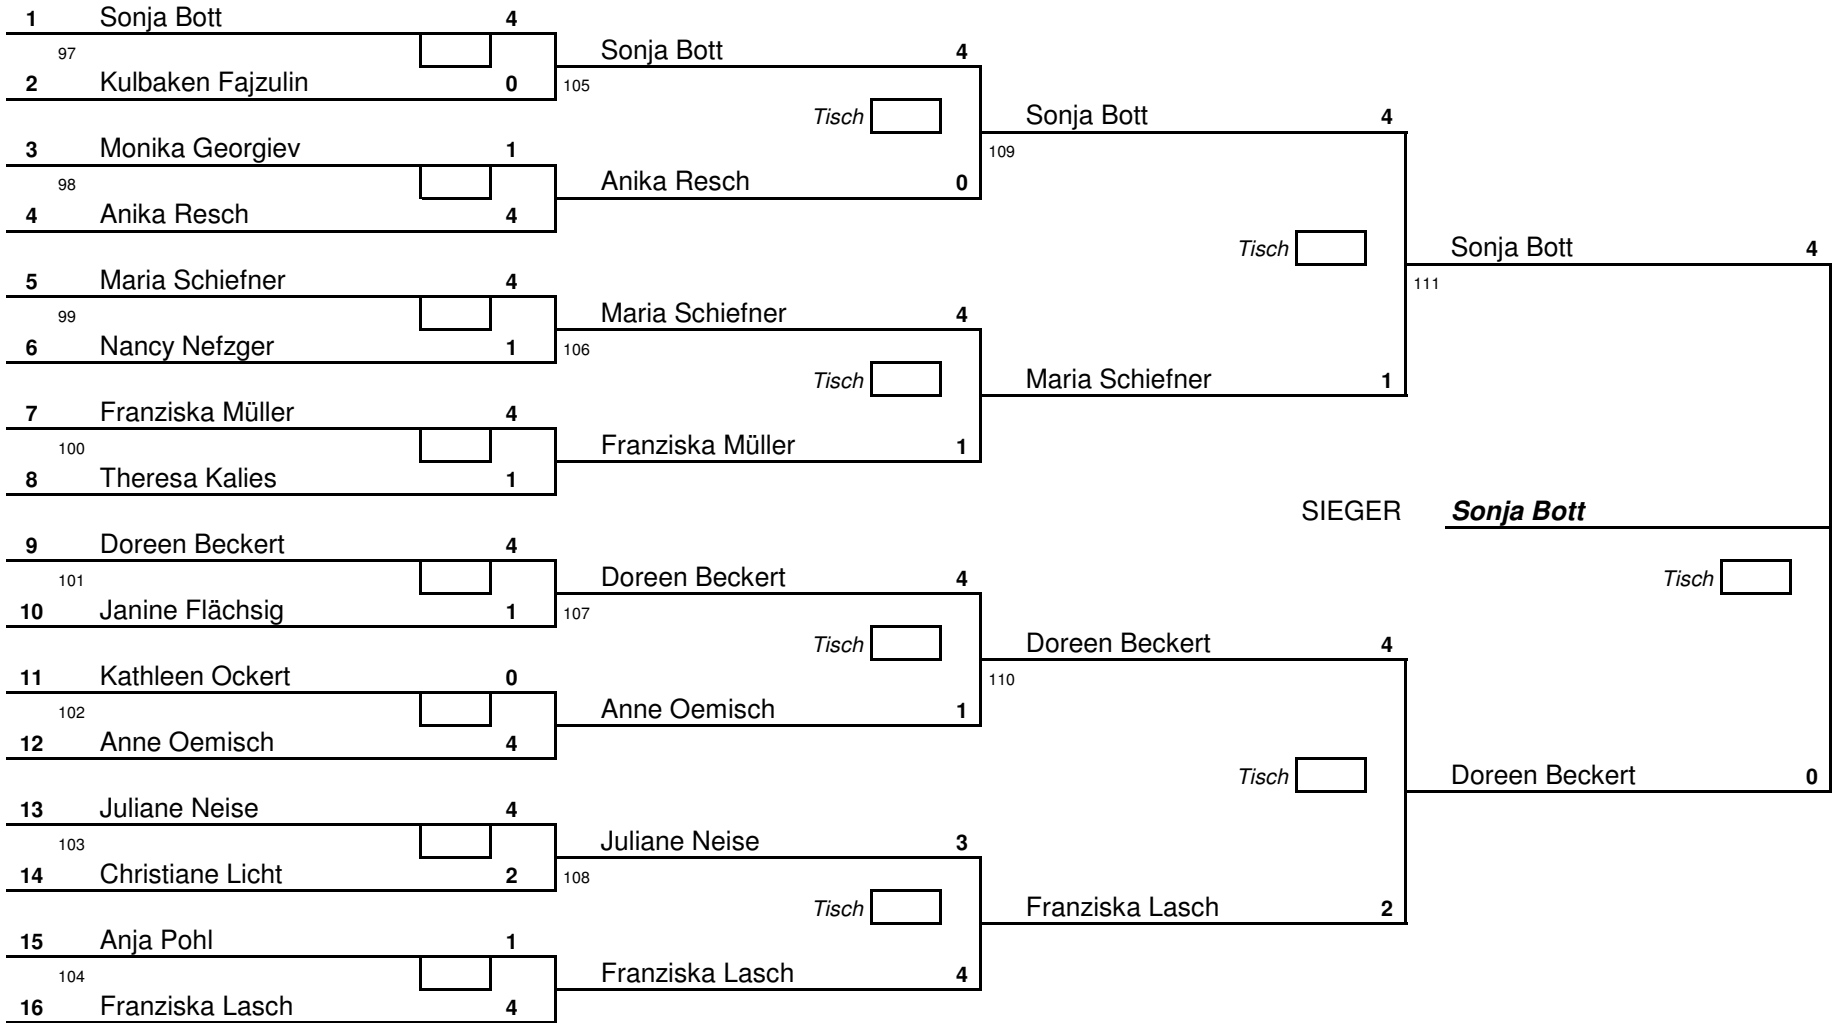 1 Sonja Bott 4
97 Sonja Bott 4
2 Kulbaken Fajzulin 0 105
Tisch Sonja Bott 4
3 Monika Georgiev 1 109
98 Anika Resch 0
4 Anika Resch 4
Tisch Sonja Bott 4
5 Maria Schiefner 4 111
99 Maria Schiefner 4
6 Nancy Nefzger 1 106
Tisch Maria Schiefner 1
7 Franziska Müller 4
100 Franziska Müller 1
8 Theresa Kalies 1
SIEGER Sonja Bott
9 Doreen Beckert 4
101 Doreen Beckert 4 Tisch
10 Janine Flächsig 1 107
Tisch Doreen Beckert 4
11 Kathleen Ockert 0 110
102 Anne Oemisch 1
12 Anne Oemisch 4
Tisch Doreen Beckert 0
13 Juliane Neise 4
103 Juliane Neise 3
14 Christiane Licht 2 108
Tisch Franziska Lasch 2
15 Anja Pohl 1
104 Franziska Lasch 4
16 Franziska Lasch 4